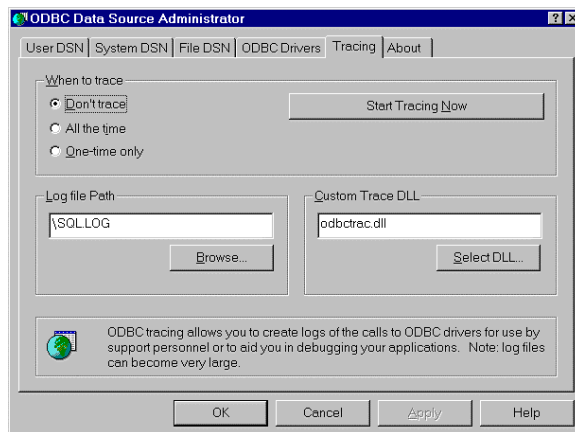 ODBC Data Source Administrator
User DSN System DSN File DSN ODBC Drivers Tracing About
When to trace
Don't trace
Start Tracing Now
All the time
One-time only
Log file Path
Custom Trace DLL
\SQL.LOG
odbctrac.dll
Browse...
Select DLL...
ODBC tracing allows you to create logs of the calls to ODBC drivers for use by
support personnel or to aid you in debugging your applications. Note: log files
can become very large.
OK Cancel Apply Help